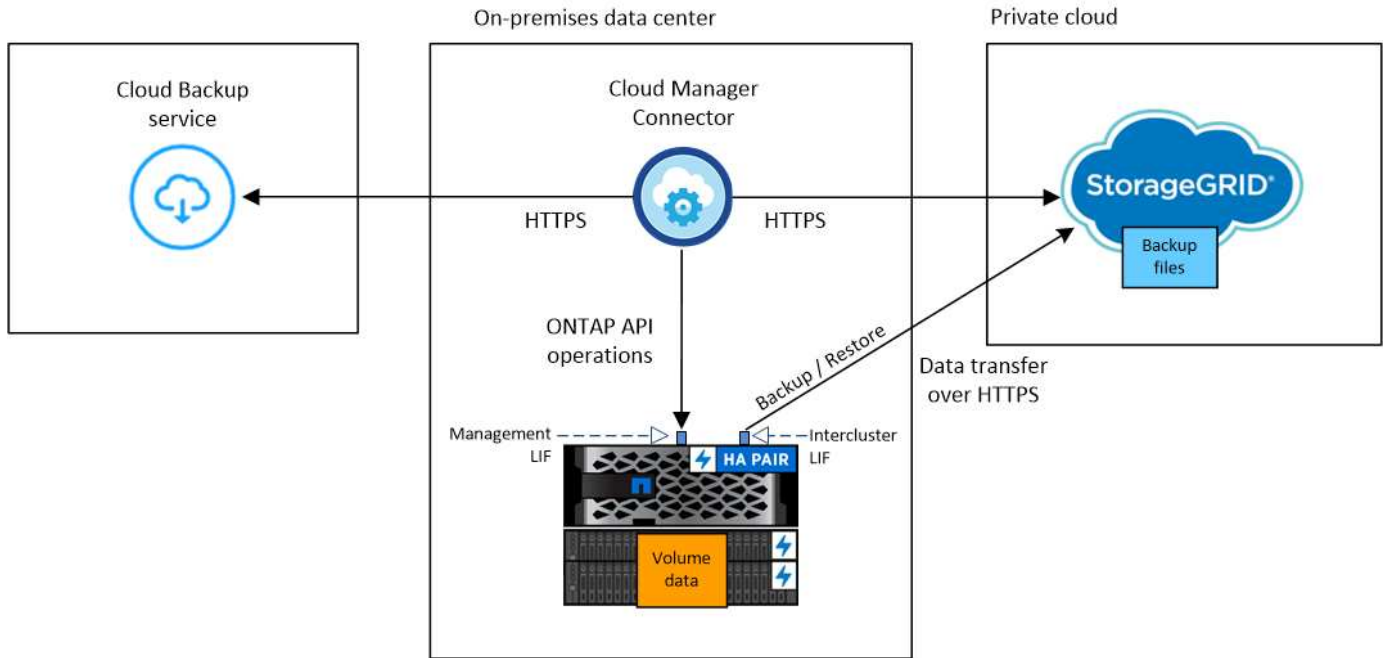 On-premises data center
Private cloud
Cloud Backup
service
Cloud Manager
Connector
StorageGRID®
Backup
files
HTTPS
HTTPS
ONTAP API
operations
Backup / Restore
Data transfer
over HTTPS
Management
LIF
Intercluster
LIF
HA PAIR
Volume
data